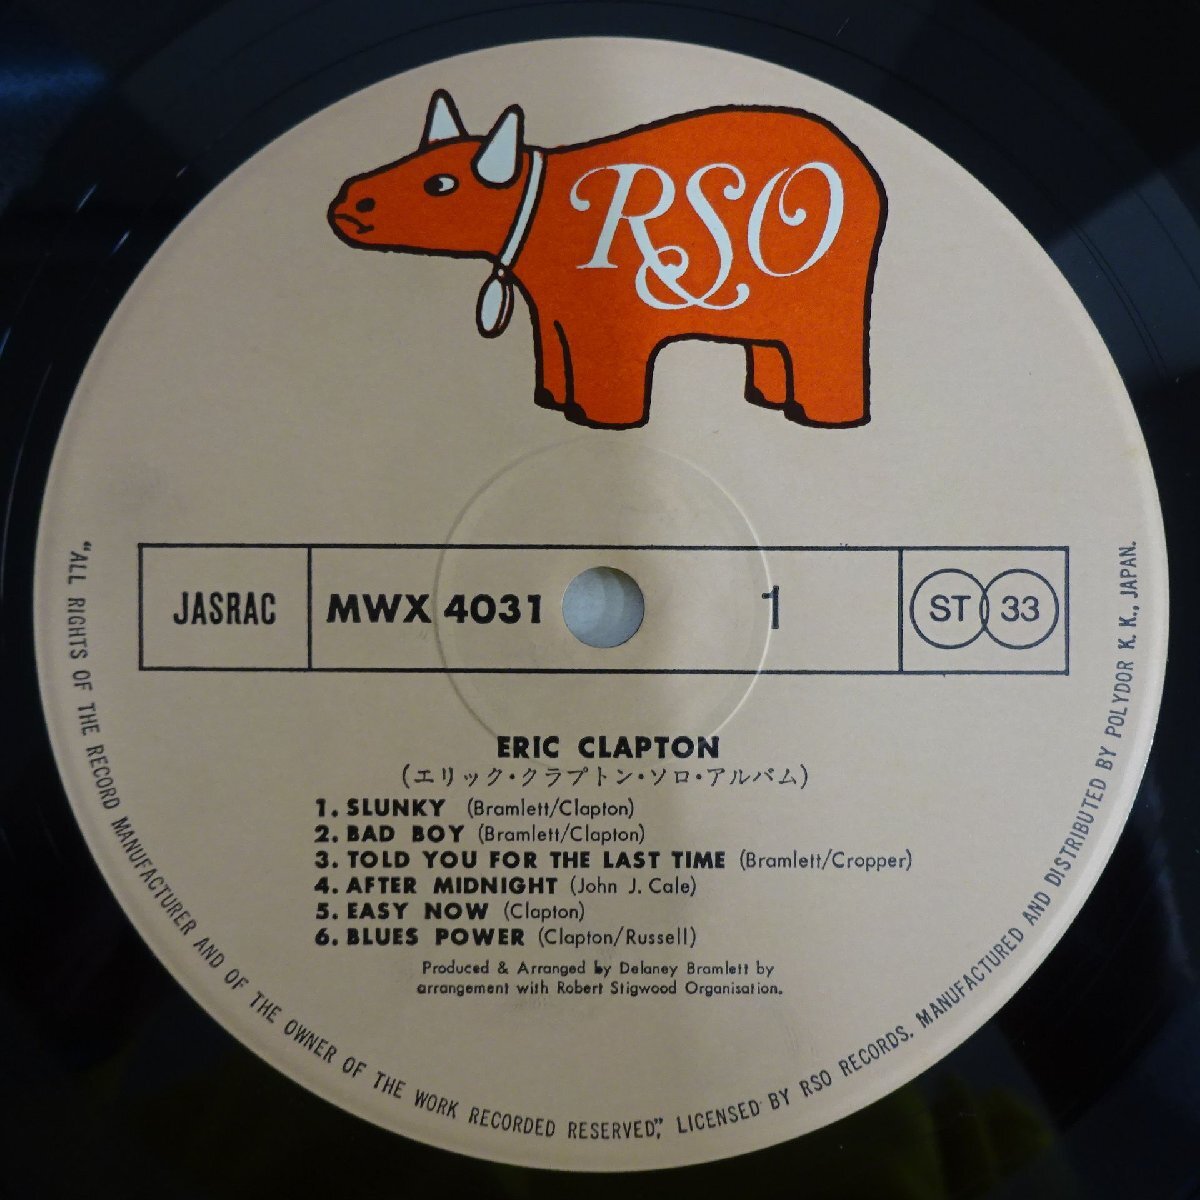 RSO
JASRAC
MWX 4031
1
ST 33
ERIC CLAPTON
(エリック・クラプトン・ソロ・アルバム)
1. SLUNKY (Bramlett/Clapton)
2. BAD BOY (Bramlett/Clapton)
3. TOLD YOU FOR THE LAST TIME (Bramlett/Cropper)
4. AFTER MIDNIGHT (John J. Cale)
5. EASY NOW (Clapton)
6. BLUES POWER (Clapton/Russell)
Produced & Arranged by Delaney Bramlett by
arrangement with Robert Stigwood Organisation.
"ALL RIGHTS OF THE RECORD MANUFACTURER AND OF THE OWNER OF THE WORK RECORDED RESERVED", LICENSED BY RSO RECORDS. MANUFACTURED AND DISTRIBUTED BY POLYDOR K. K., JAPAN.